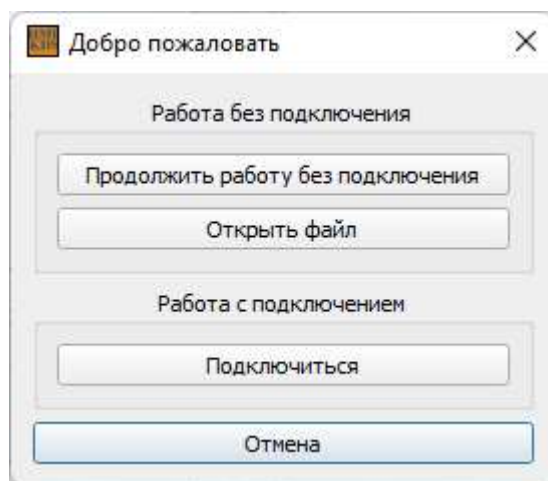 Добро пожаловать
Работа без подключения
Продолжить работу без подключения
Открыть файл
Работа с подключением
Подключиться
Отмена